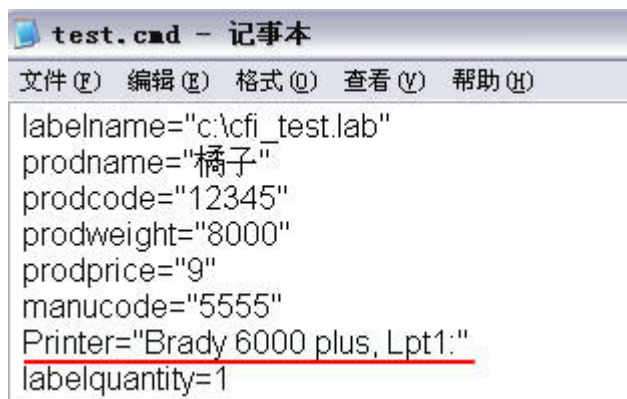 test.cmd - 记事本
文件(F) 编辑(E) 格式(O) 查看(V) 帮助(H)
labelname="c:\cfi_test.lab"
prodname="橘子"
prodcode="12345"
prodweight="8000"
prodprice="9"
manucode="5555"
Printer="Brady 6000 plus, Lpt1:"
labelquantity=1